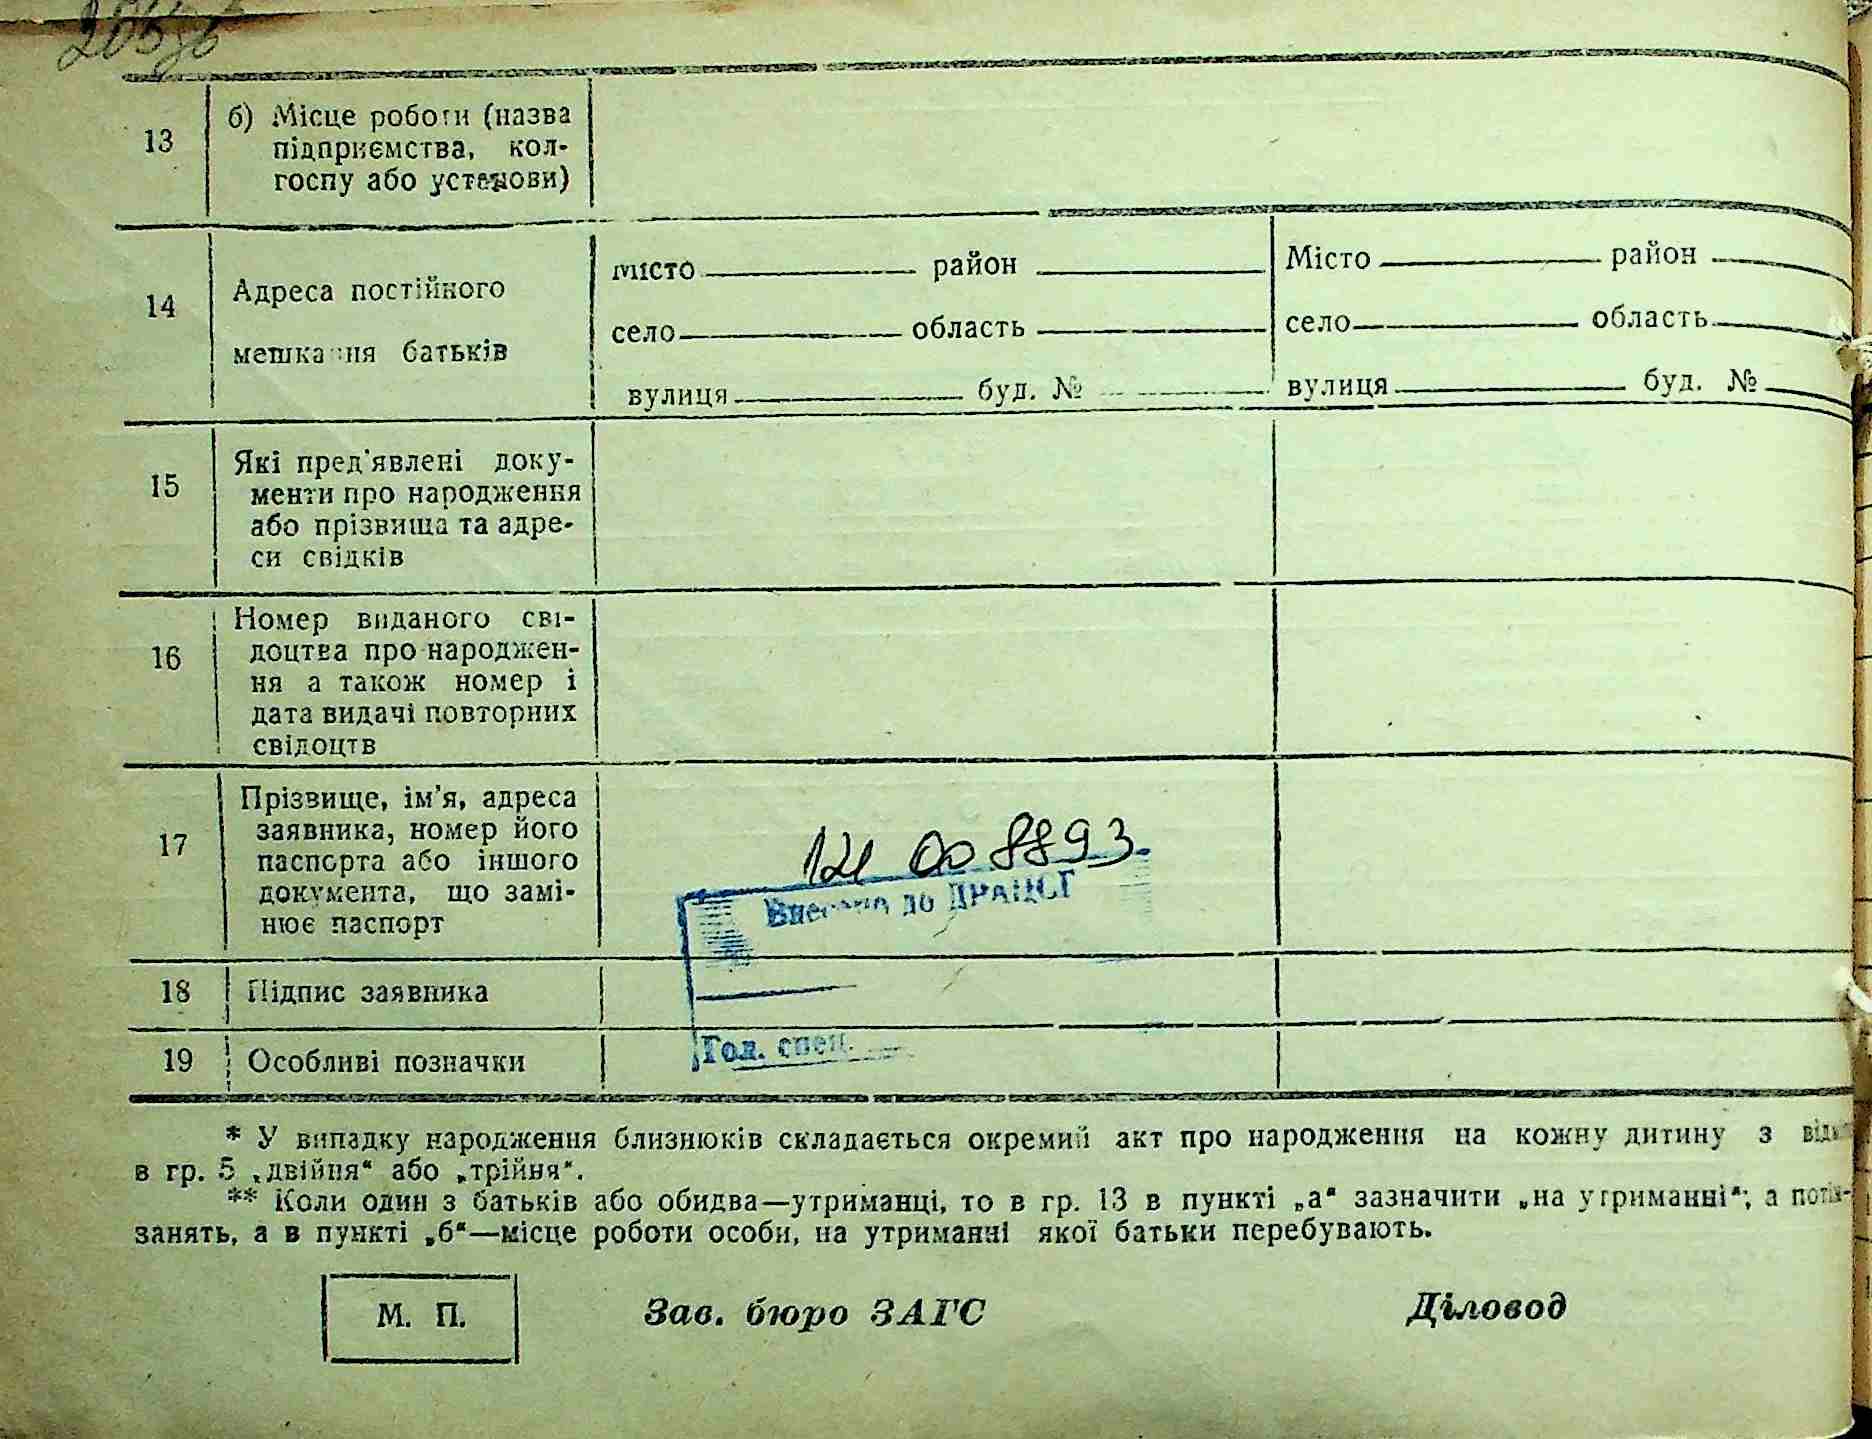 13
б) Місце роботи (назва
підприємства, кол-
госпу або установи)
14
Адреса постійного
мешкання батьків
місто район
село область
вулиця буд. №
Місто район
село область
вулиця буд. №
15
Які пред'явлені доку-
менти про народження
або прізвища та адре-
си свідків
16
Номер виданого сві-
доцтва про народжен-
ня а також номер і
дата видачі повторних
свідоцтв
17
Прізвище, ім'я, адреса
заявника, номер його
паспорта або іншого
документа, що замі-
нює паспорт
8893
Внесено до ДРАЦСГ
18
Підпис заявника
19
Особливі позначки
Гол. спец.
* У випадку народження близнюків складається окремий акт про народження на кожну дитину з
в гр. 5 „двійня“ або „трійня“.
** Коли один з батьків або обидва—утриманці, то в гр. 13 в пункті „а“ зазначити „на утриманні“; а
занять, а в пункті „б“—місце роботи особи, на утриманні якої батьки перебувають.
М. П.
Зав. бюро ЗАГС
Діловод